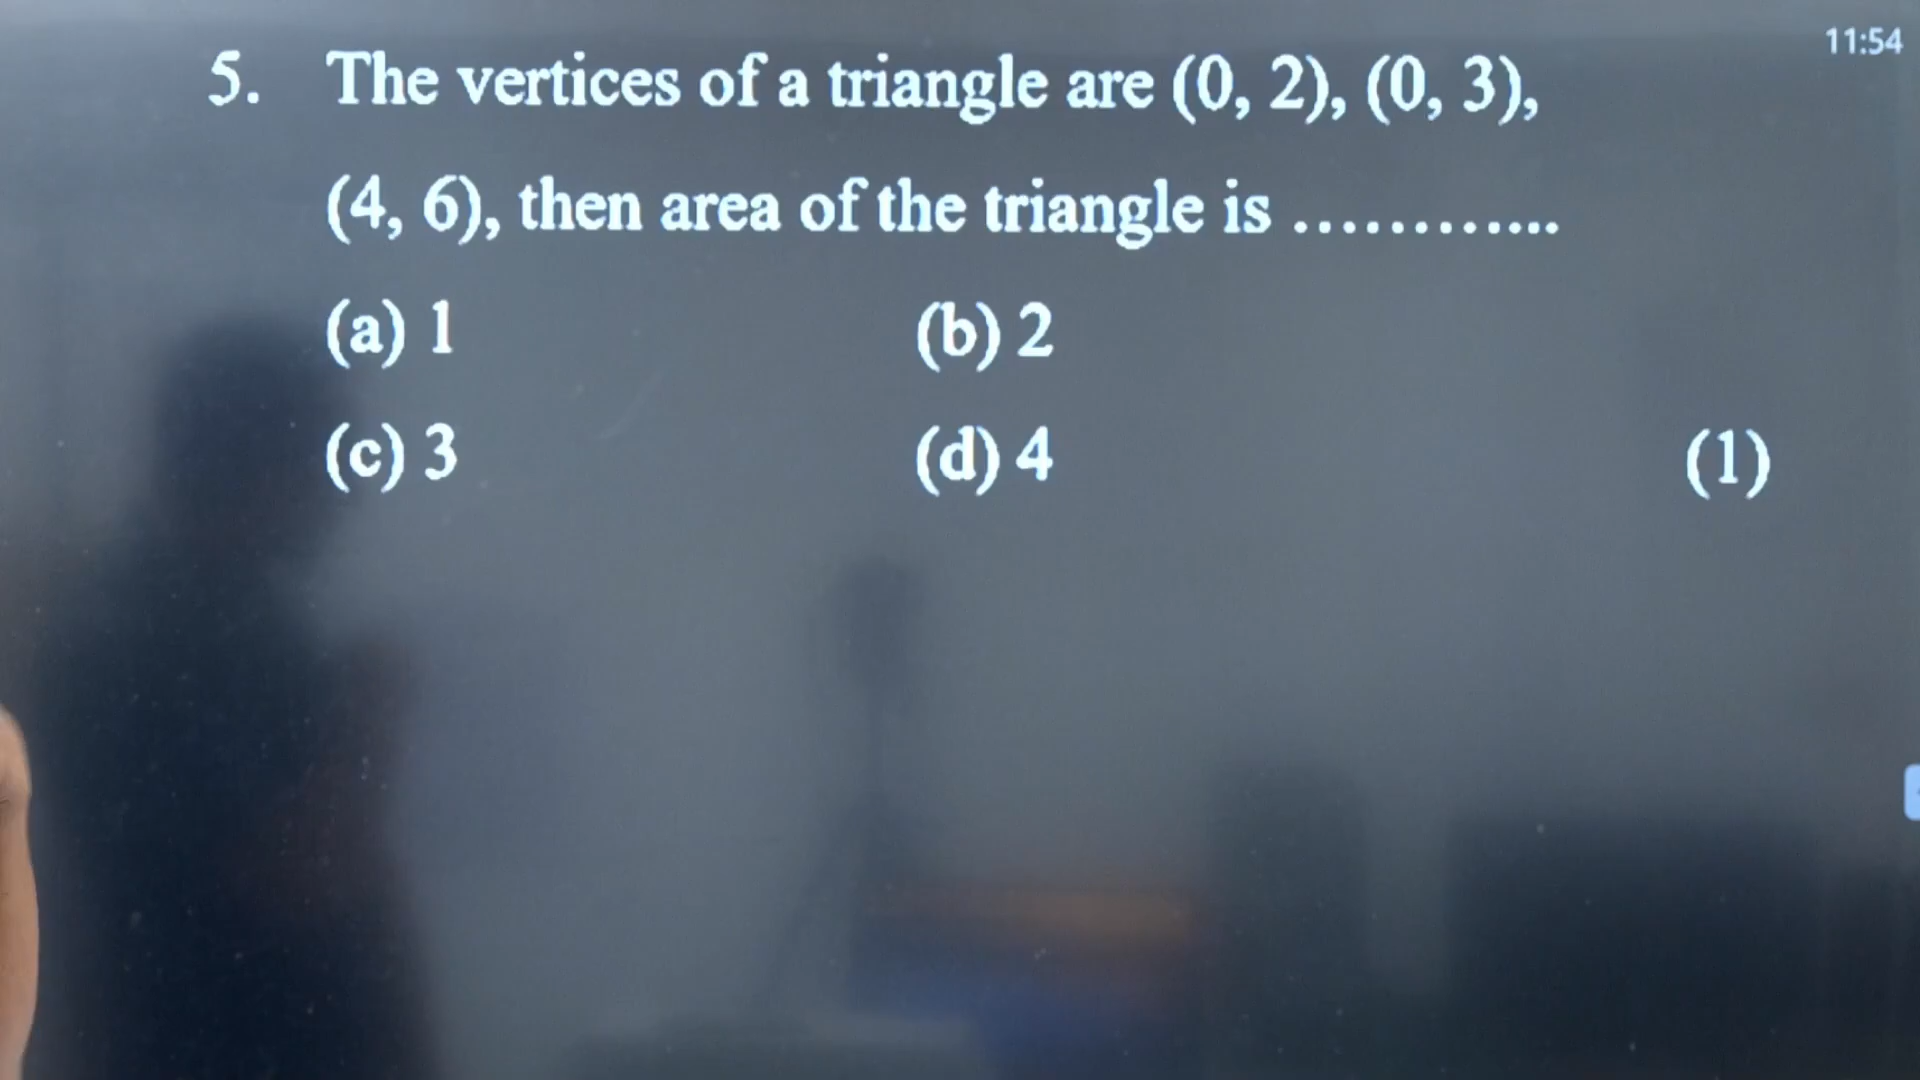 11:54
5. The vertices of a triangle are (0, 2), (0, 3),
(4, 6), then area of the triangle is ............
(a) 1 (b) 2
(c) 3 (d) 4 (1)